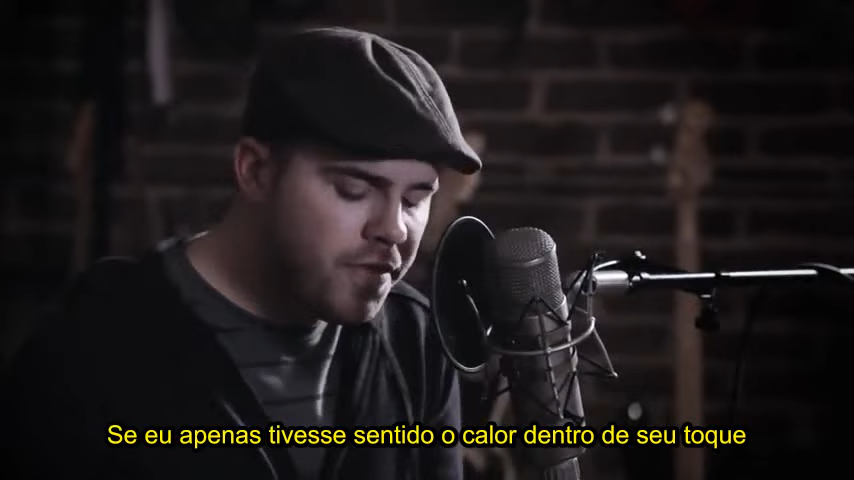 Se eu apenas tivesse sentido o calor dentro de seu toque